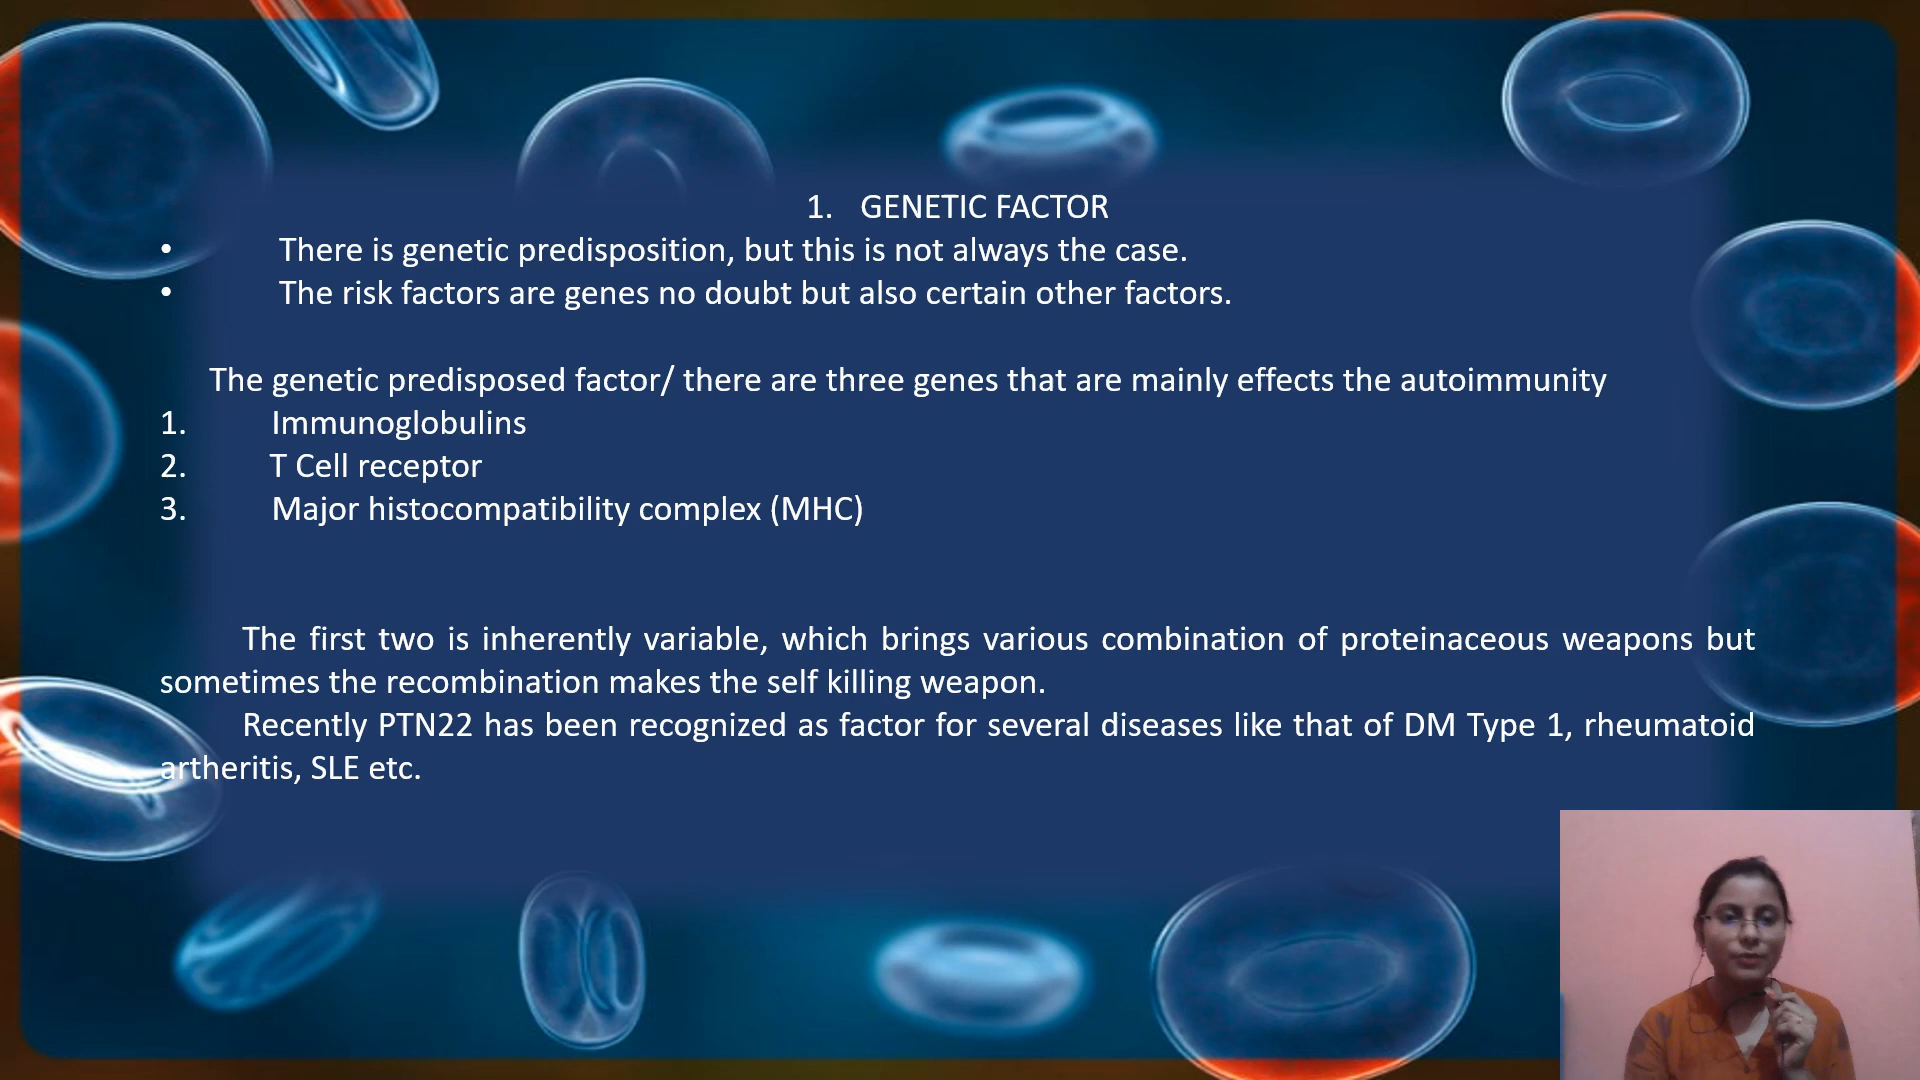 1. GENETIC FACTOR
• There is genetic predisposition, but this is not always the case.
• The risk factors are genes no doubt but also certain other factors.
The genetic predisposed factor/ there are three genes that are mainly effects the autoimmunity
1. Immunoglobulins
2. T Cell receptor
3. Major histocompatibility complex (MHC)
The first two is inherently variable, which brings various combination of proteinaceous weapons but
sometimes the recombination makes the self killing weapon.
Recently PTN22 has been recognized as factor for several diseases like that of DM Type 1, rheumatoid
artheritis, SLE etc.